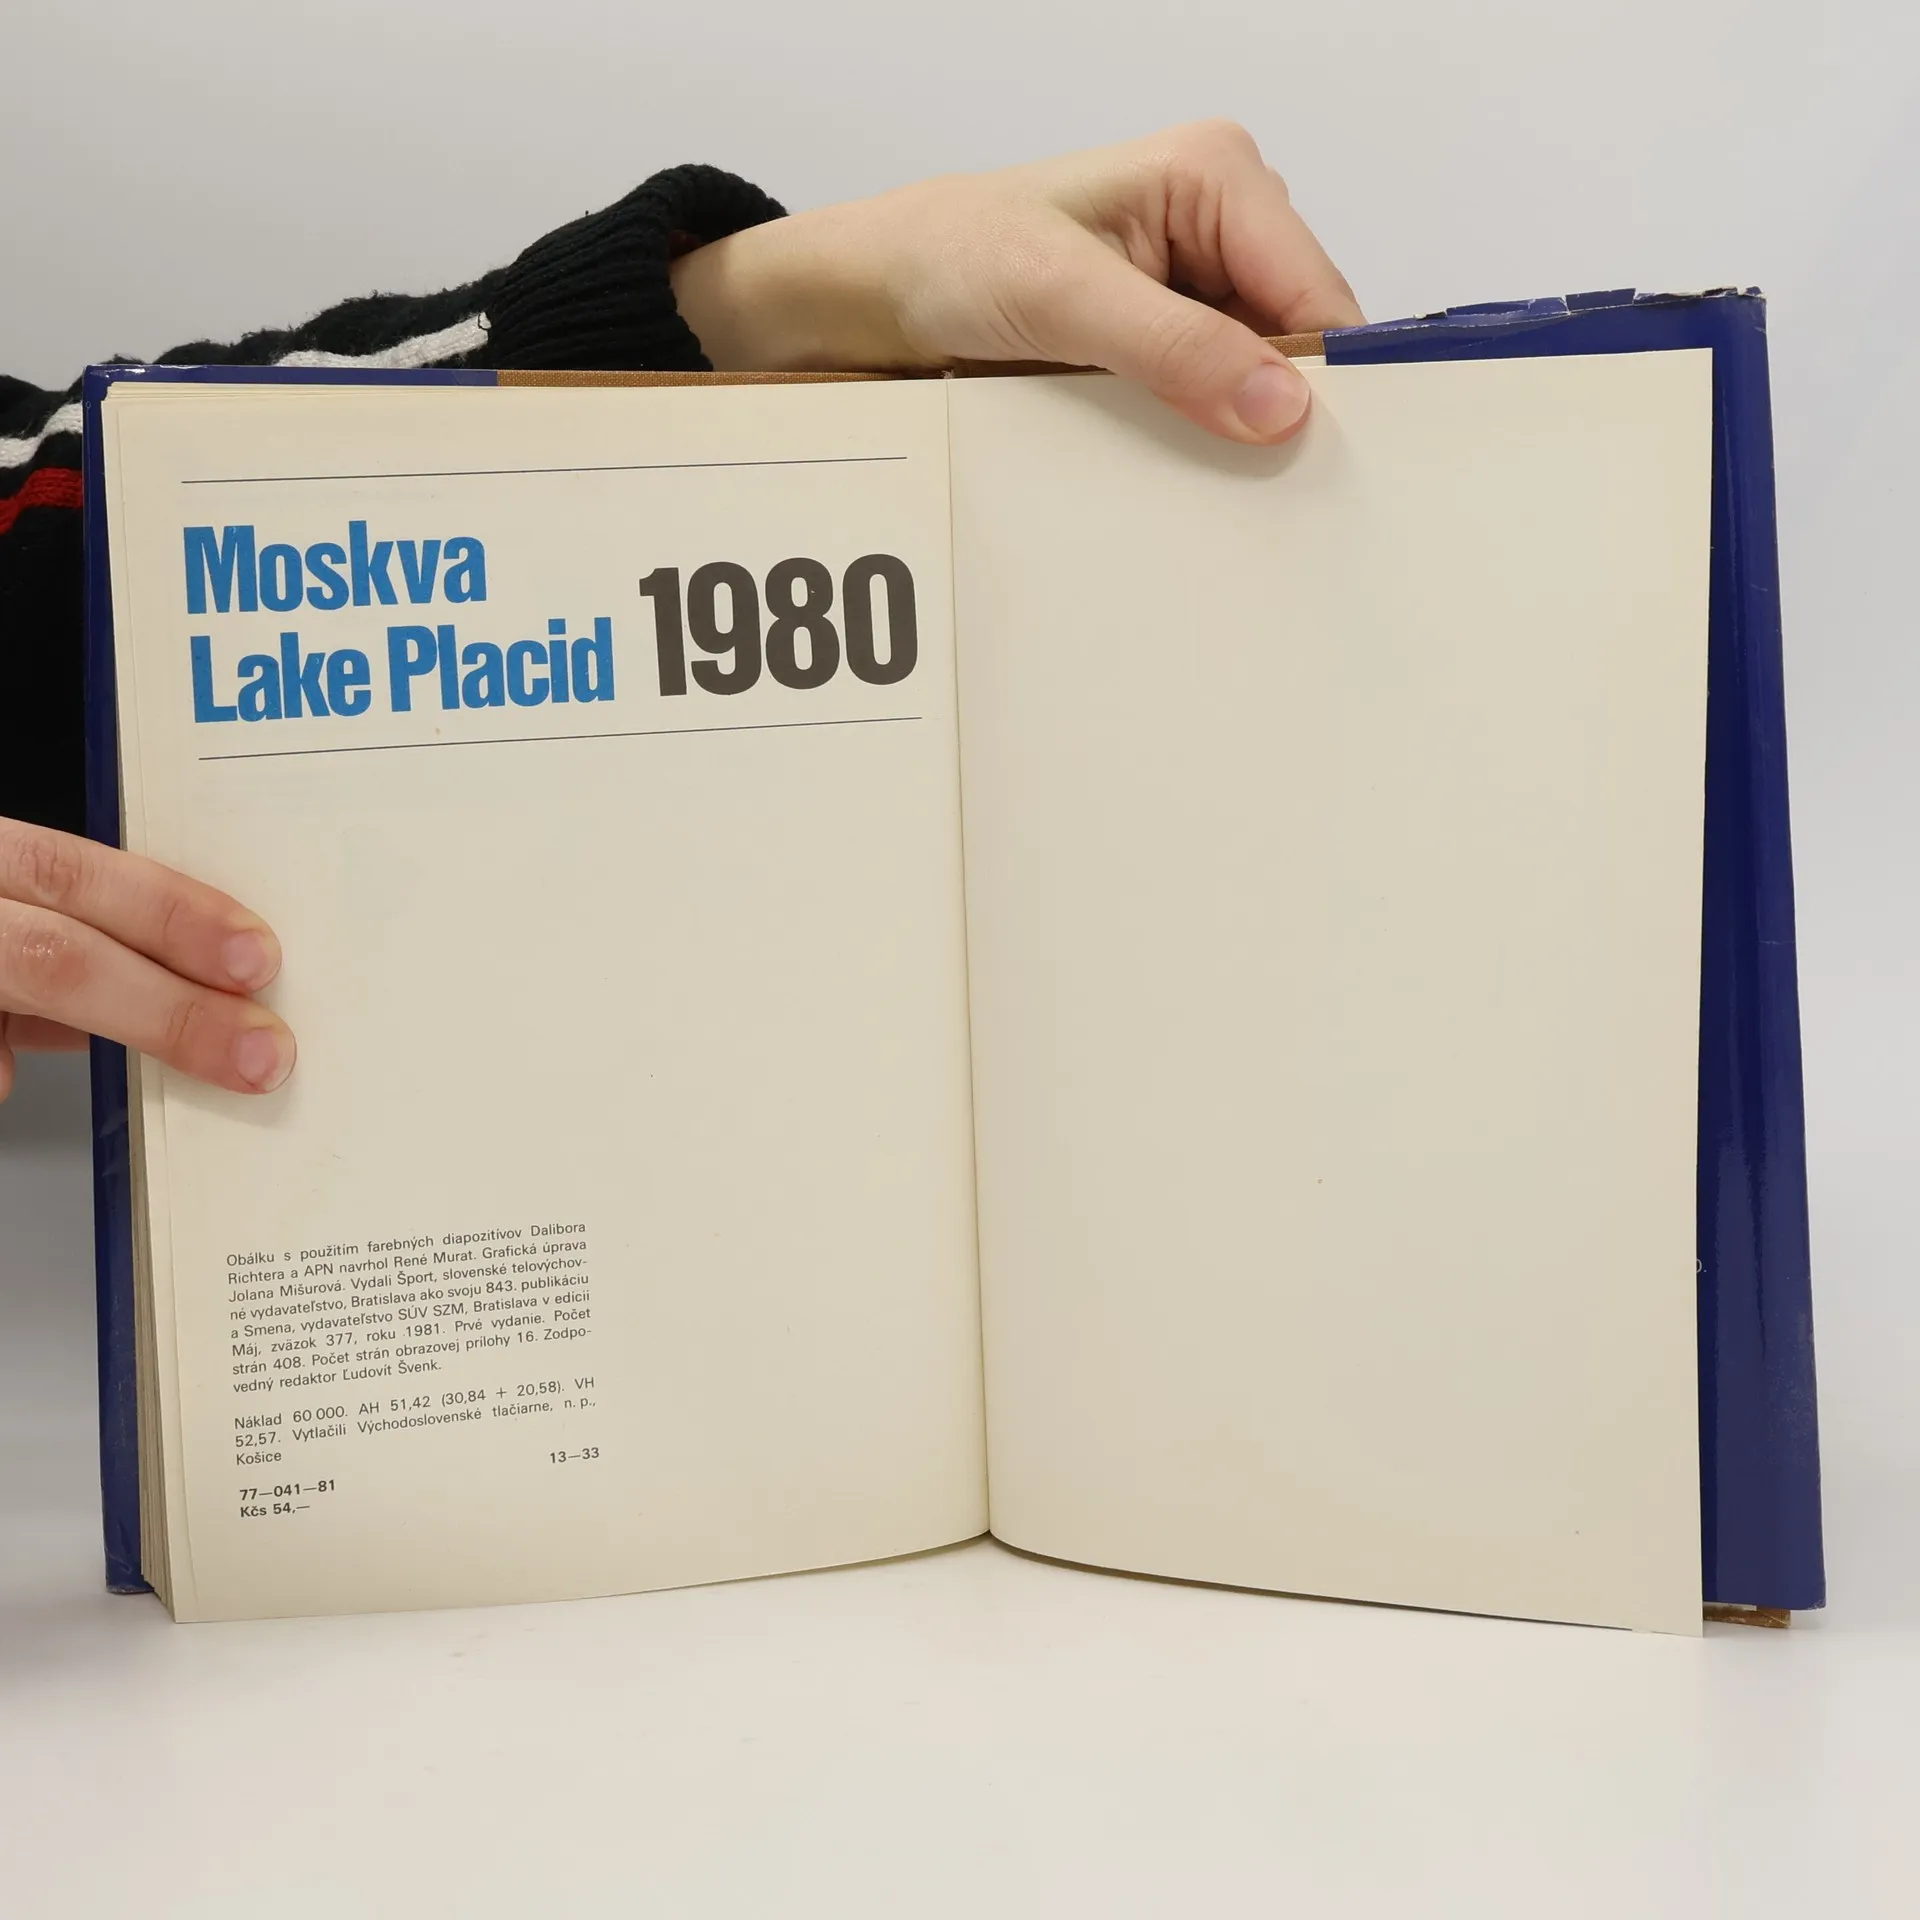 Moskva
Lake Placid 1980
Obálku s použitím farebných diapozitívov Dalibora
Richtera a APN navrhol René Murat. Grafická úprava
Jolana Mišurová. Vydali Šport, slovenské telovýchov-
né vydavateľstvo, Bratislava ako svoju 843. publikáciu
a Smena, vydavateľstvo SÚV SZM, Bratislava v edícii
Máj, zväzok 377, roku 1981. Prvé vydanie. Počet
strán 408. Počet strán obrazovej prílohy 16. Zodpo-
vedný redaktor Ľudovít Švenk.
Náklad 60 000. AH 51,42 (30,84 + 20,58). VH
52,57. Vytlačili Východoslovenské tlačiarne, n. p.,
Košice 13—33
77—041—81
Kčs 54,—